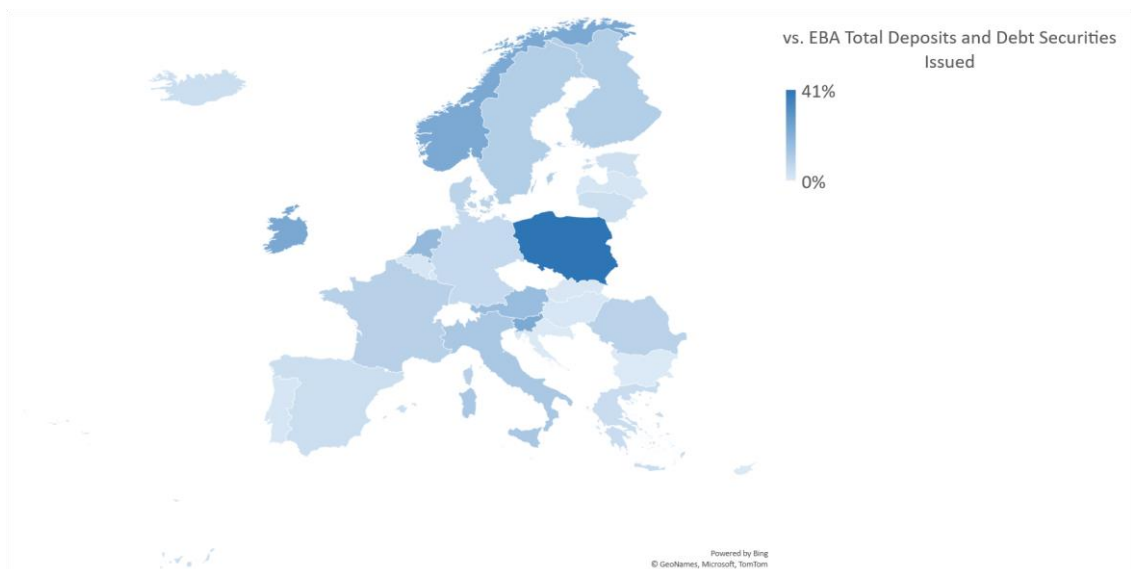 vs. EBA Total Deposits and Debt Securities
Issued
41%
0%
Powered by Bing
© GeoNames, Microsoft, TomTom